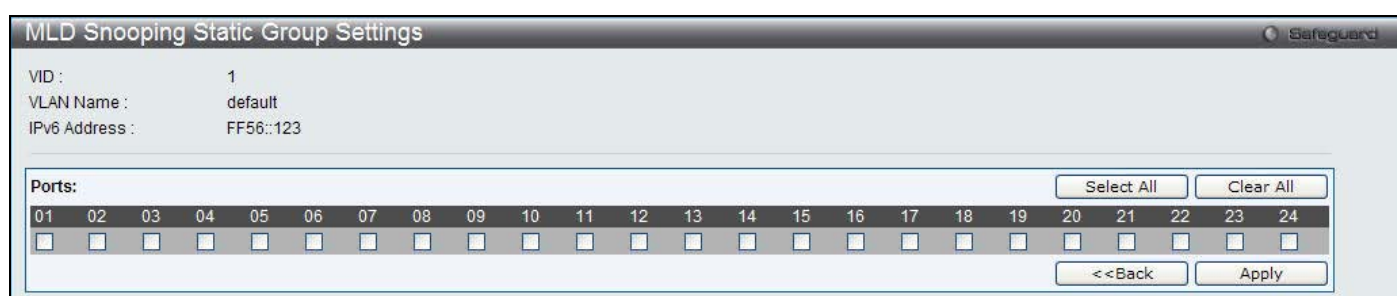 MLD Snooping Static Group Settings Safeguard
VID : 1
VLAN Name : default
IPv6 Address : FF56::123
Ports: Select All Clear All
01 02 03 04 05 06 07 08 09 10 11 12 13 14 15 16 17 18 19 20 21 22 23 24
<<Back Apply